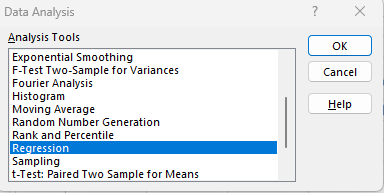 Data Analysis
? ×
Analysis Tools
OK
Exponential Smoothing
F-Test Two-Sample for Variances
Fourier Analysis
Cancel
Histogram
Moving Average
Random Number Generation
Help
Rank and Percentile
Regression
Sampling
t-Test: Paired Two Sample for Means